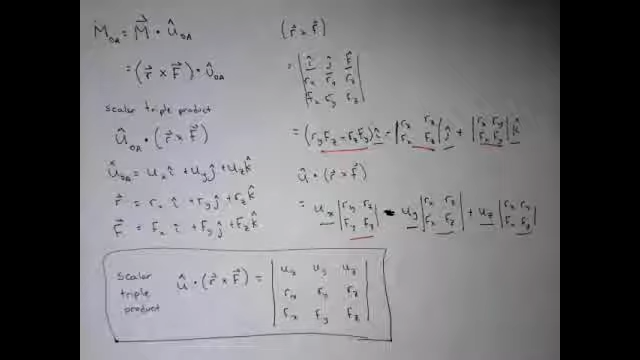 M_OA = M⃗ • û_OA
= (r⃗ × F⃗) • û_OA
scalar triple product
û_OA • (r⃗ × F⃗)
û_OA = u_x î + u_y ĵ + u_z k̂
r⃗ = r_x î + r_y ĵ + r_z k̂
F⃗ = F_x î + F_y ĵ + F_z k̂
(r⃗ × F⃗)
= | î ĵ k̂ |
| r_x r_y r_z |
| F_x F_y F_z |
= (r_y F_z - r_z F_y) î - | r_x r_z | ĵ + | r_x r_y | k̂
| F_x F_z | | F_x F_y |
û • (r⃗ × F⃗)
= u_x | r_y r_z | - u_y | r_x r_z | + u_z | r_x r_y |
| F_y F_z | | F_x F_z | | F_x F_y |
scalar
triple
product
û • (r⃗ × F⃗) = | u_x u_y u_z |
| r_x r_y r_z |
| F_x F_y F_z |